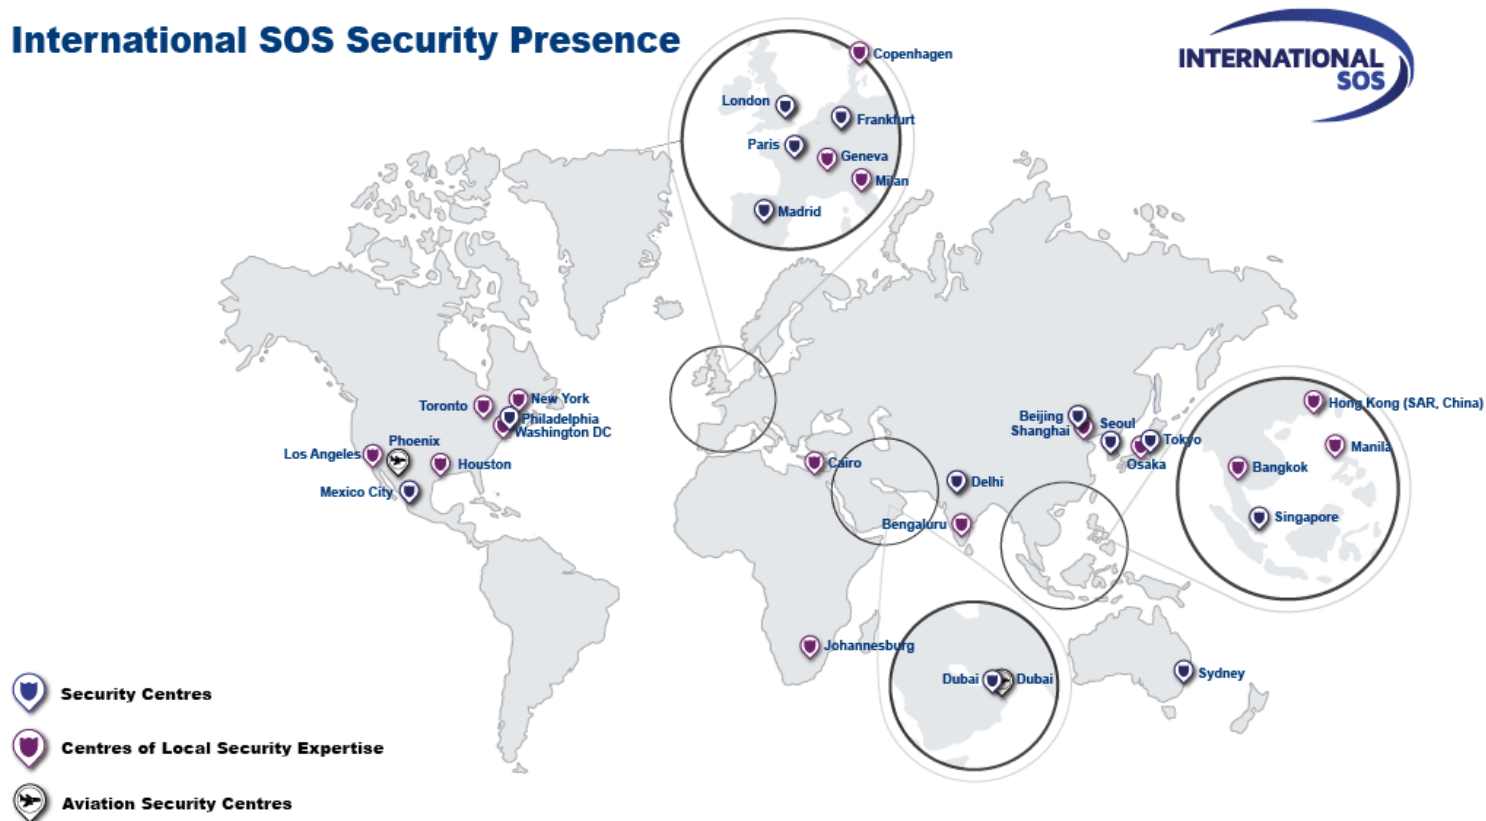 International SOS Security Presence
INTERNATIONAL
SOS
Copenhagen
London
Frankfurt
Paris
Geneva
Milan
Madrid
Toronto
New York
Philadelphia
Washington DC
Phoenix
Los Angeles
Houston
Mexico City
Cairo
Delhi
Bengaluru
Beijing
Shanghai
Seoul
Tokyo
Osaka
Hong Kong (SAR, China)
Manila
Bangkok
Singapore
Johannesburg
Dubai
Dubai
Sydney
Security Centres
Centres of Local Security Expertise
Aviation Security Centres